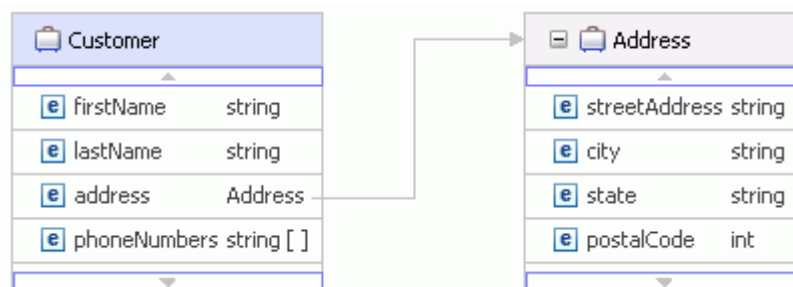 Customer
e firstName string
e lastName string
e address Address
e phoneNumbers string [ ]
Address
e streetAddress string
e city string
e state string
e postalCode int